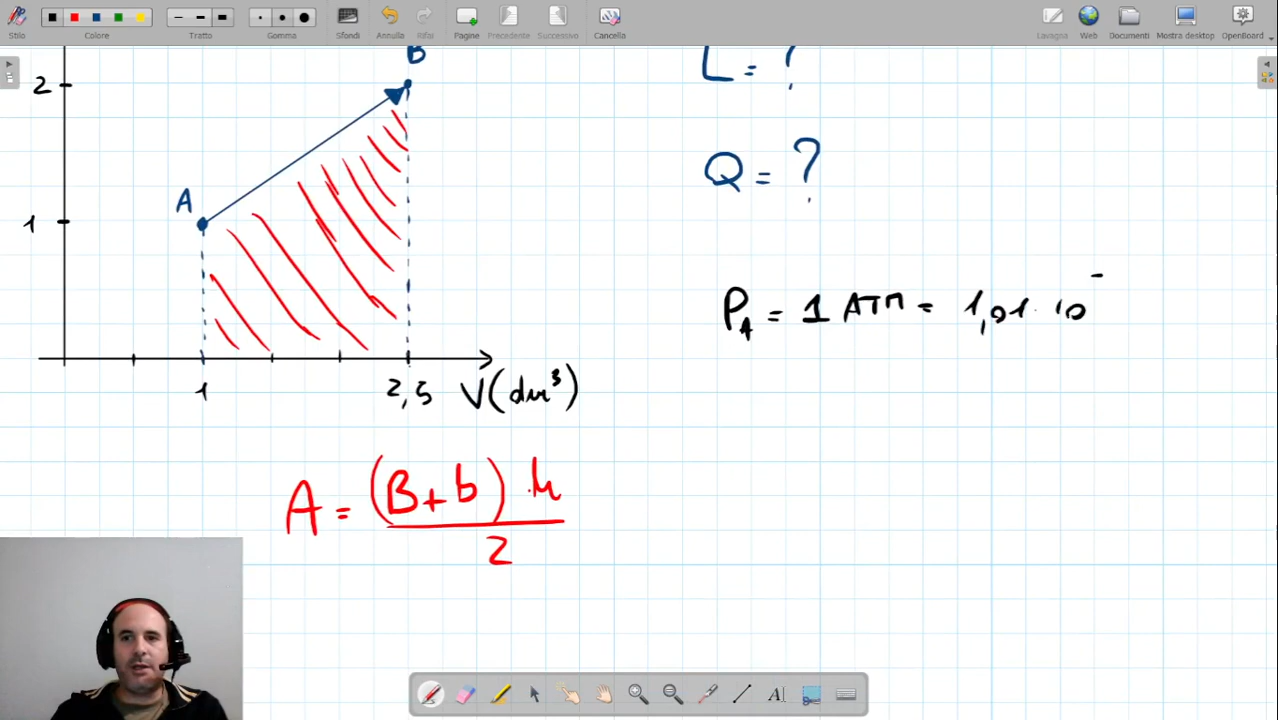 Stilo
Colore
Tratto
Gomma
Sfondi
Annulla
Rifai
Pagine
Precedente
Successivo
Cancella
Lavagna
Web
Documenti
Mostra desktop
OpenBoard
B
2
A
1
1
2,5
V(dm³)
L = ?
Q = ?
P_A = 1 ATM = 1,01 · 10
A = (B+b) · h
2